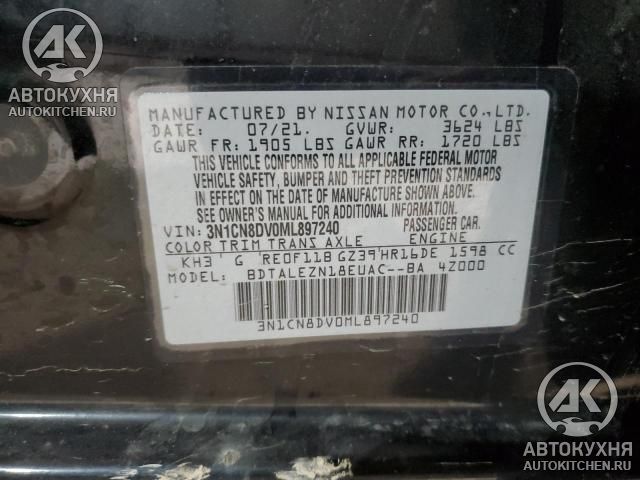 АК
АВТОКУХНЯ
AUTOKITCHEN.RU
MANUFACTURED BY NISSAN MOTOR CO.,LTD.
DATE: 07/21. GVWR: 3624 LBS
GAWR FR: 1905 LBS GAWR RR: 1720 LBS
THIS VEHICLE CONFORMS TO ALL APPLICABLE FEDERAL MOTOR
VEHICLE SAFETY, BUMPER AND THEFT PREVENTION STANDARDS
IN EFFECT ON THE DATE OF MANUFACTURE SHOWN ABOVE.
SEE OWNER'S MANUAL FOR ADDITIONAL INFORMATION.
VIN: 3N1CN8DV0ML897240 PASSENGER CAR.
COLOR TRIM TRANS AXLE ENGINE
KH3 G RE0F11B GZ39 HR16DE 1598 CC
MODEL: BDTALEZN18EUAC--BA 4Z000
3N1CN8DV0ML897240
АК
АВТОКУХНЯ
AUTOKITCHEN.RU